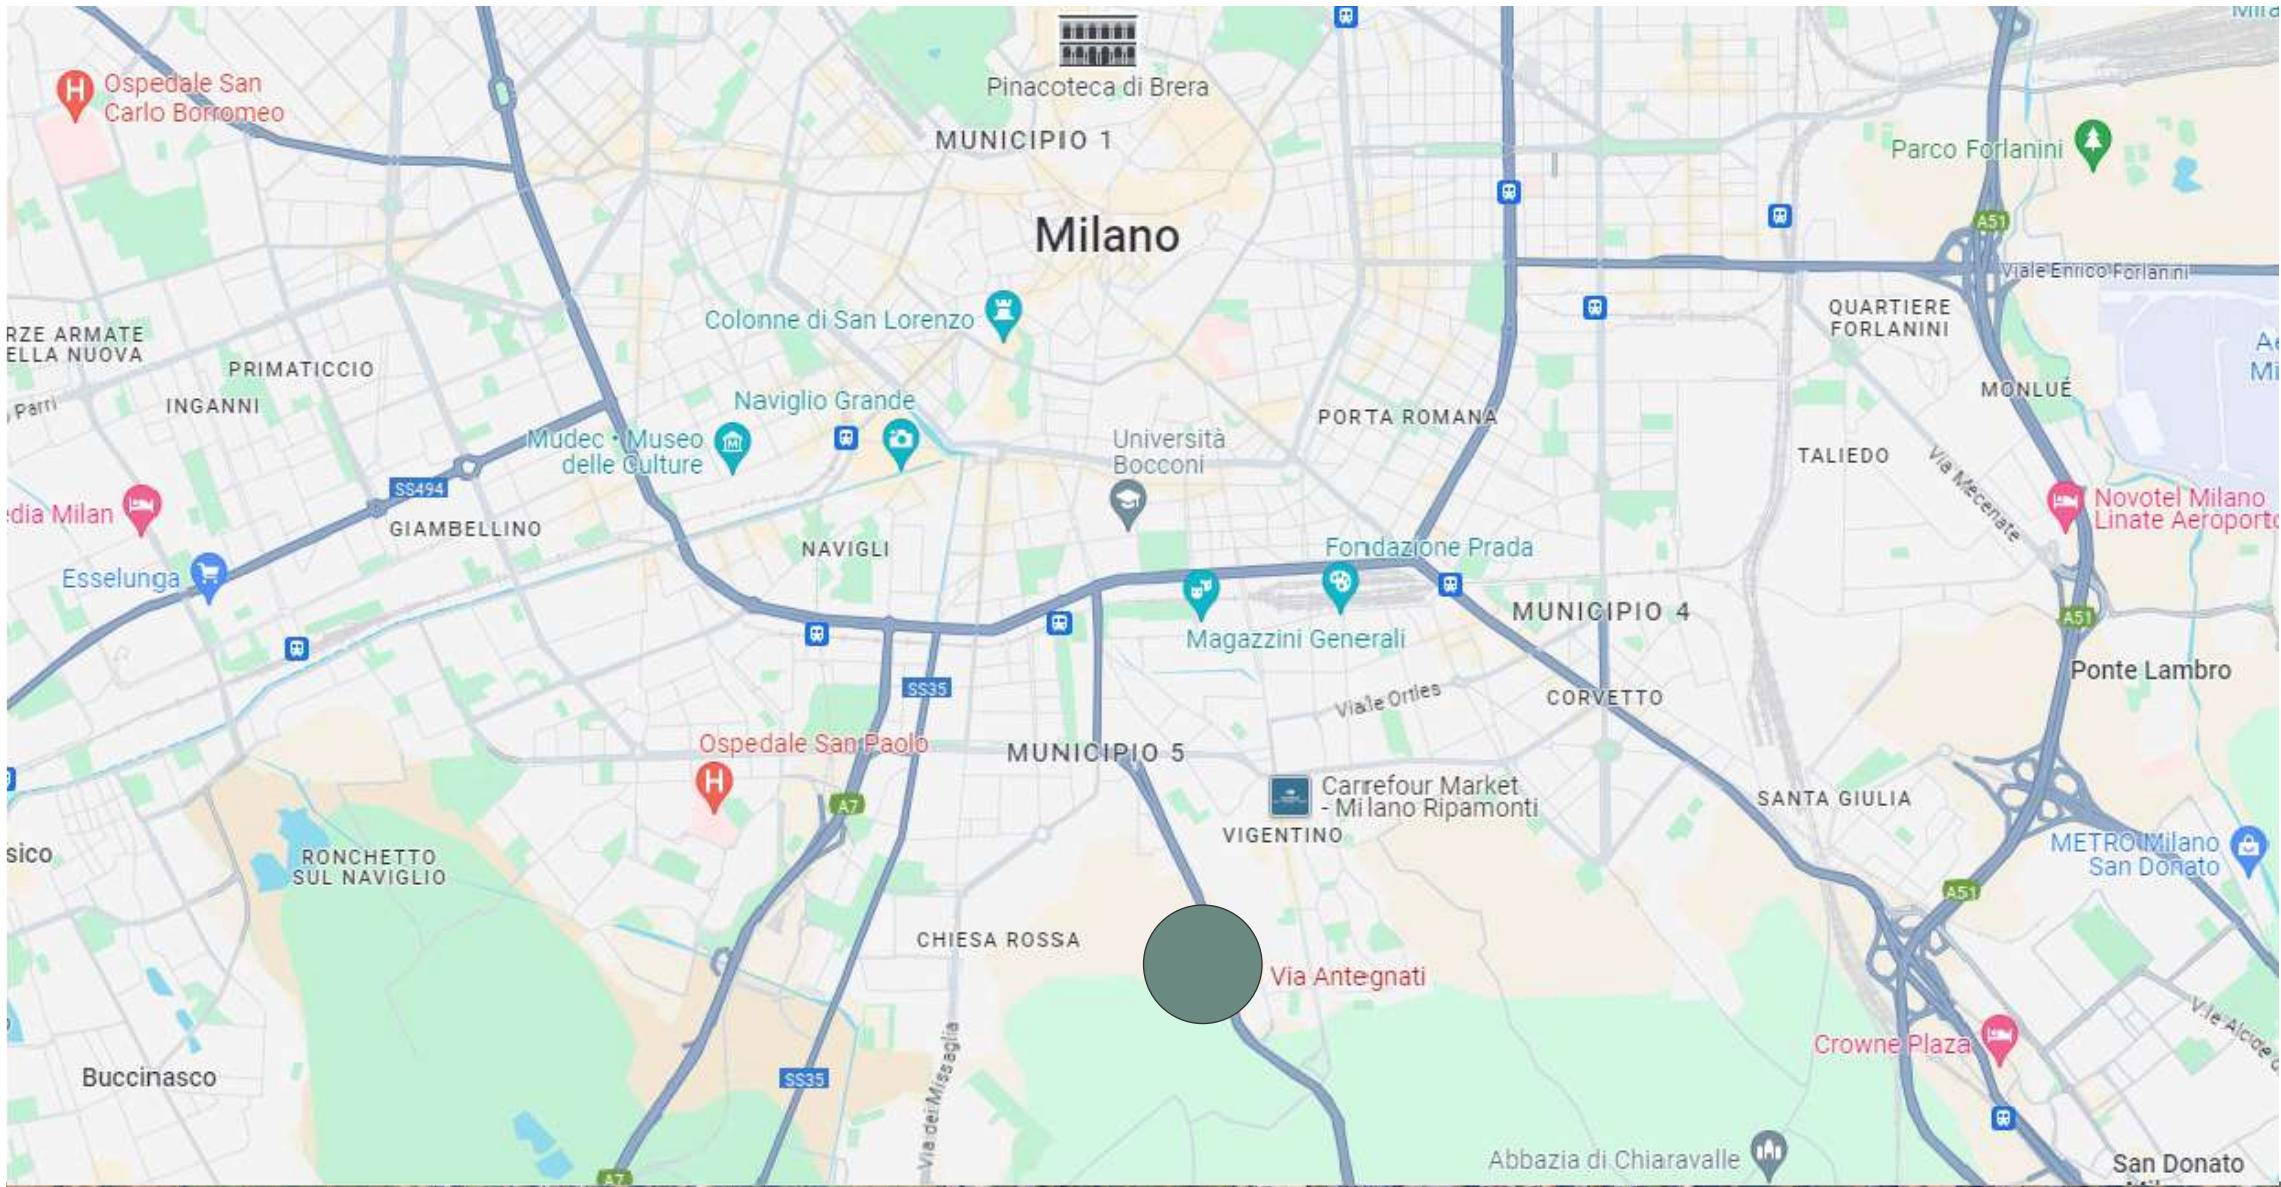 Ospedale San
Carlo Borromeo
Pinacoteca di Brera
MUNICIPIO 1
Parco Forlanini
Milano
A51
Viale Enrico Forlanini
QUARTIERE
FORLANINI
Colonne di San Lorenzo
RZE ARMATE
ELLA NUOVA
PRIMATICCIO
INGANNI
Parri
MONLUÉ
Naviglio Grande
PORTA ROMANA
Mudec • Museo
delle Culture
Università
Bocconi
TALIEDO
Via Mecenate
SS494
Novotel Milano
Linate Aeroporto
edia Milan
GIAMBELLINO
NAVIGLI
Fondazione Prada
Esselunga
MUNICIPIO 4
A51
Magazzini Generali
Ponte Lambro
SS35
Viale Ortles
CORVETTO
Ospedale San Paolo
MUNICIPIO 5
A7
Carrefour Market
- Milano Ripamonti
SANTA GIULIA
VIGENTINO
METRO Milano
San Donato
sico
RONCHETTO
SUL NAVIGLIO
A51
CHIESA ROSSA
Via Antegnati
V.le Alcide d
Crowne Plaza
Buccinasco
SS35
Via dei Missaglia
Abbazia di Chiaravalle
San Donato
A7